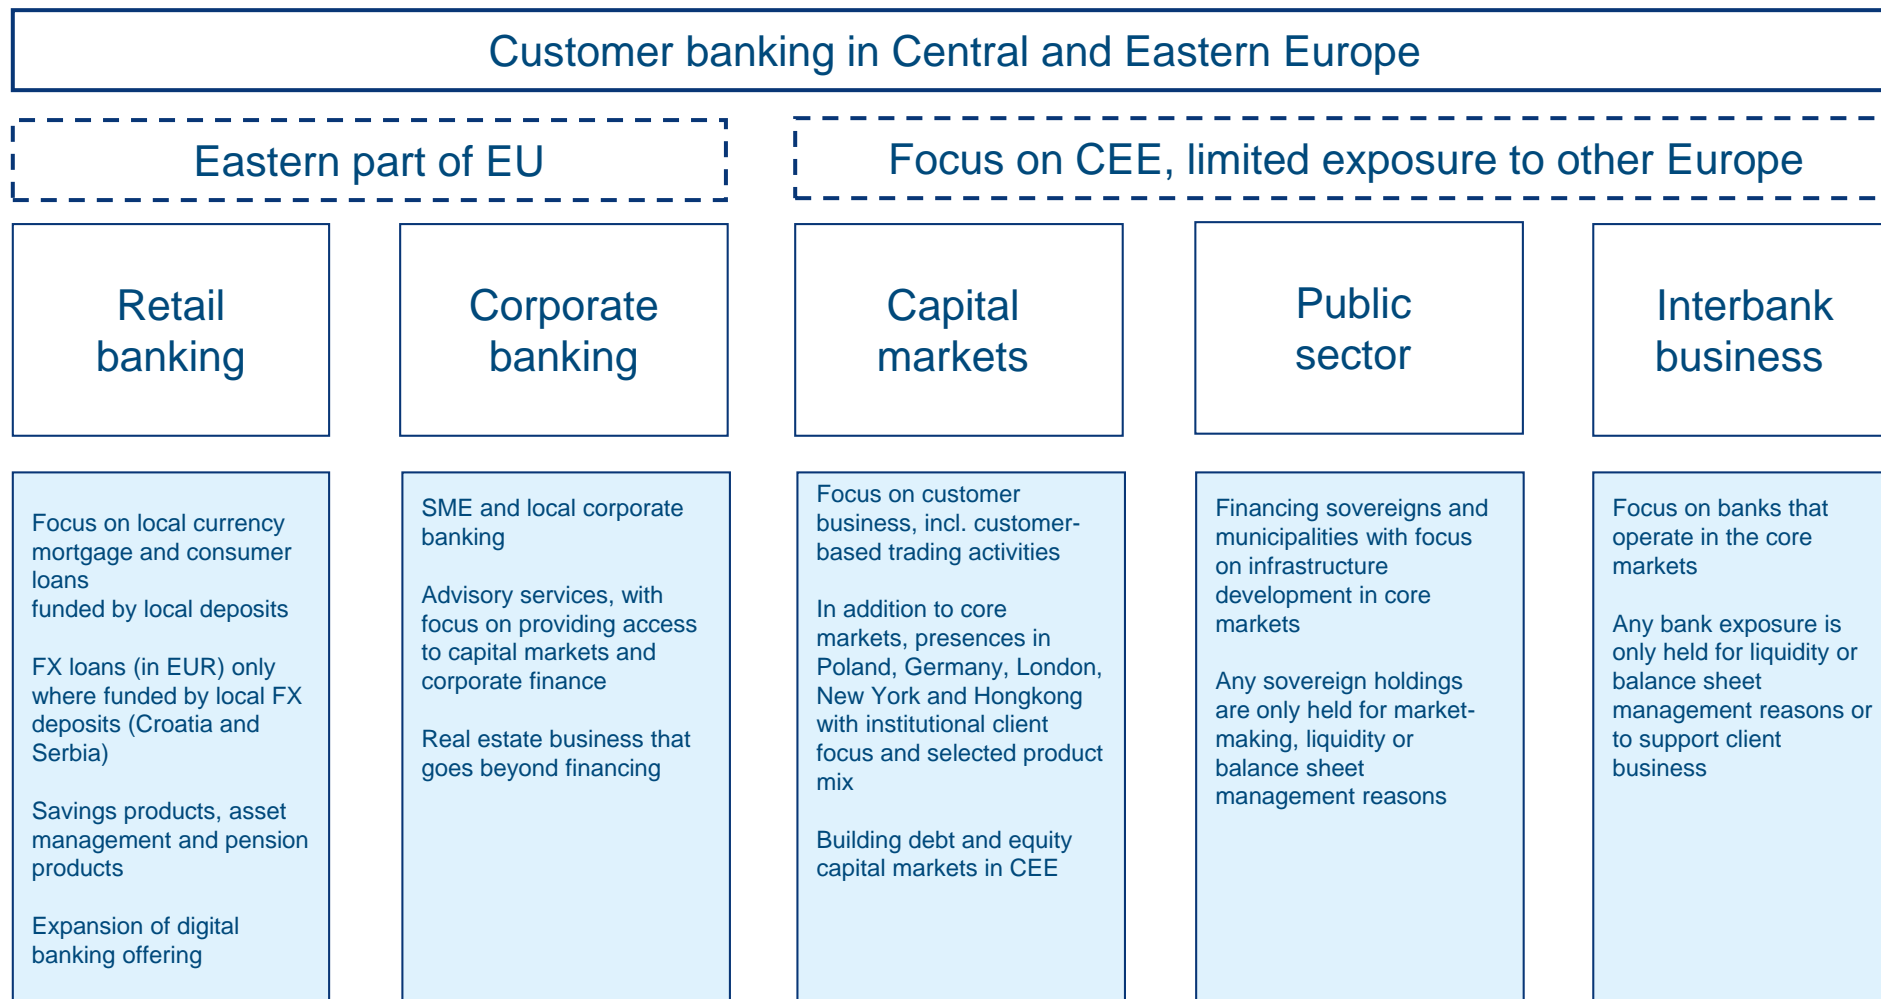 Customer banking in Central and Eastern Europe
Eastern part of EU
Focus on CEE, limited exposure to other Europe
Retail
banking
Corporate
banking
Capital
markets
Public
sector
Interbank
business
Focus on local currency
mortgage and consumer
loans
funded by local deposits
FX loans (in EUR) only
where funded by local FX
deposits (Croatia and
Serbia)
Savings products, asset
management and pension
products
Expansion of digital
banking offering
SME and local corporate
banking
Advisory services, with
focus on providing access
to capital markets and
corporate finance
Real estate business that
goes beyond financing
Focus on customer
business, incl. customer-
based trading activities
In addition to core
markets, presences in
Poland, Germany, London,
New York and Hongkong
with institutional client
focus and selected product
mix
Building debt and equity
capital markets in CEE
Financing sovereigns and
municipalities with focus
on infrastructure
development in core
markets
Any sovereign holdings
are only held for market-
making, liquidity or
balance sheet
management reasons
Focus on banks that
operate in the core
markets
Any bank exposure is
only held for liquidity or
balance sheet
management reasons or
to support client
business